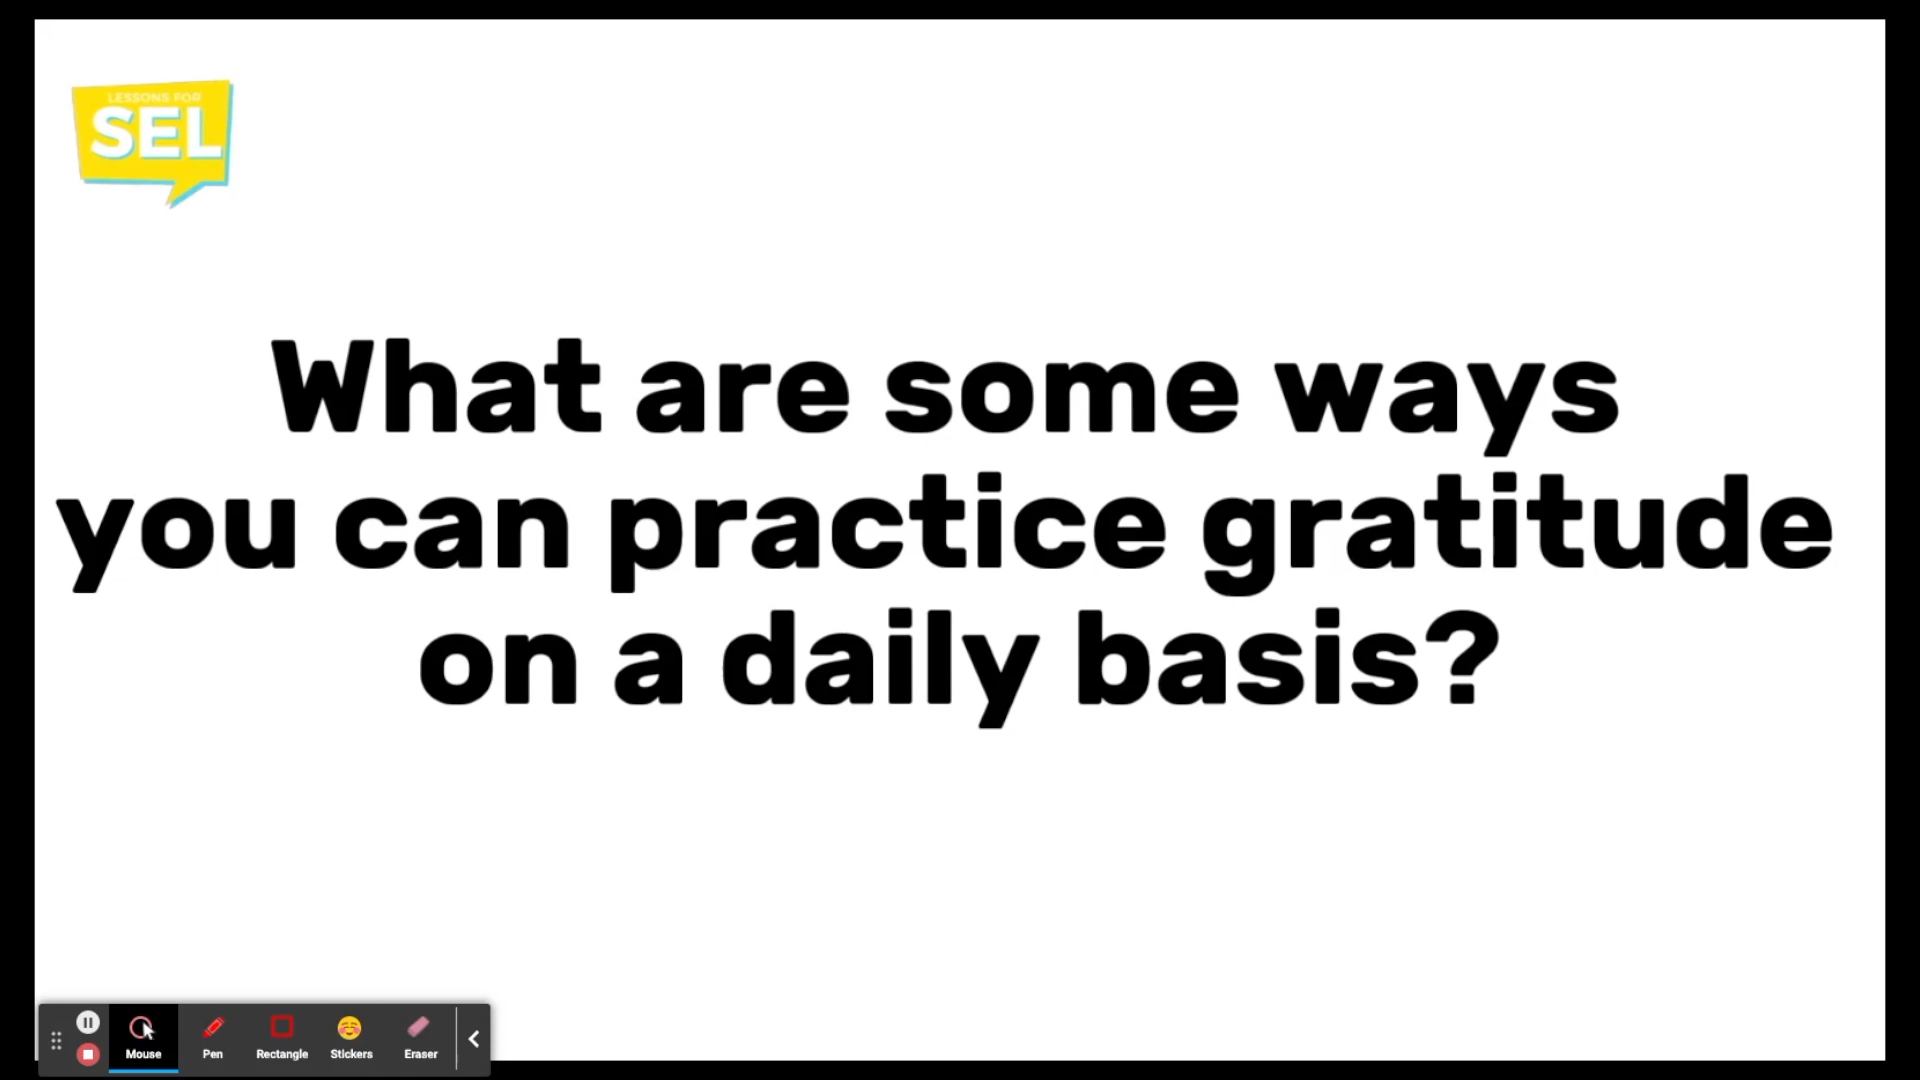 LESSONS FOR
SEL
What are some ways
you can practice gratitude
on a daily basis?
Mouse
Pen
Rectangle
Stickers
Eraser